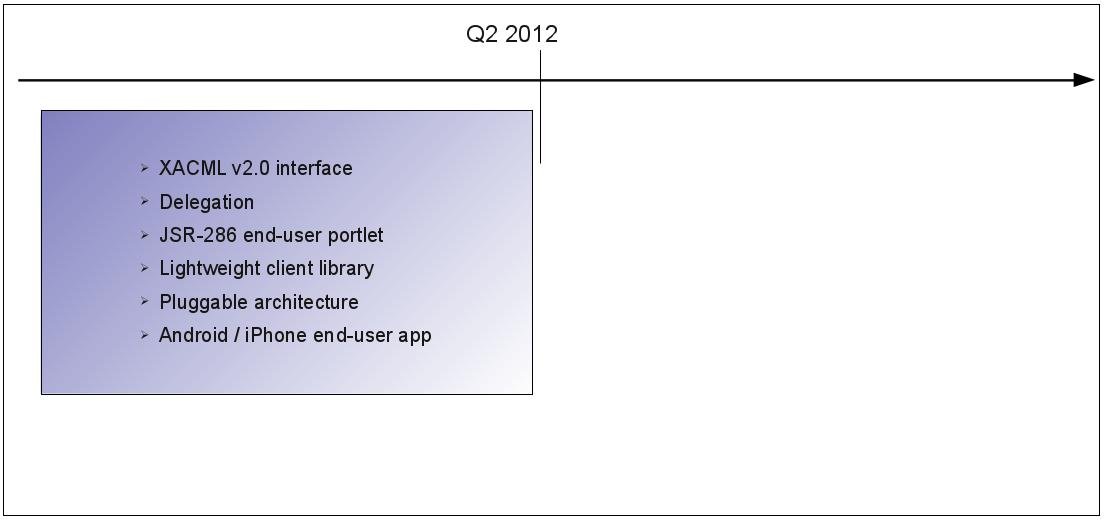 Q2 2012
XACML v2.0 interface
Delegation
JSR-286 end-user portlet
Lightweight client library
Pluggable architecture
Android / iPhone end-user app